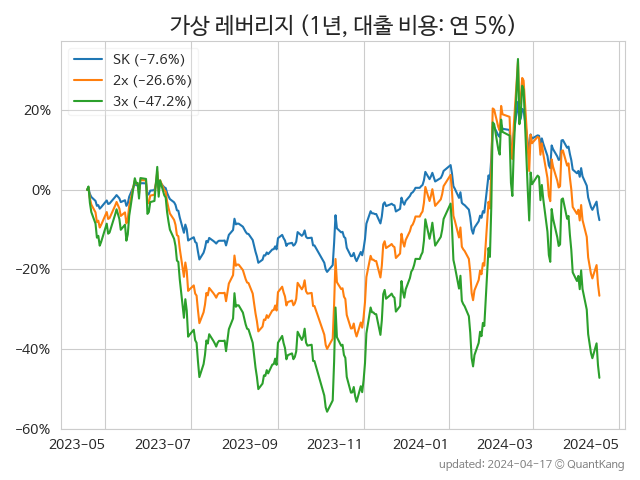 가상 레버리지 (1년, 대출 비용: 연 5%)
SK (−7.6%)
2x (−26.6%)
3x (−47.2%)
20%
0%
−20%
−40%
−60%
2023-05 2023-07 2023-09 2023-11 2024-01 2024-03 2024-05
updated: 2024-04-17 © QuantKang